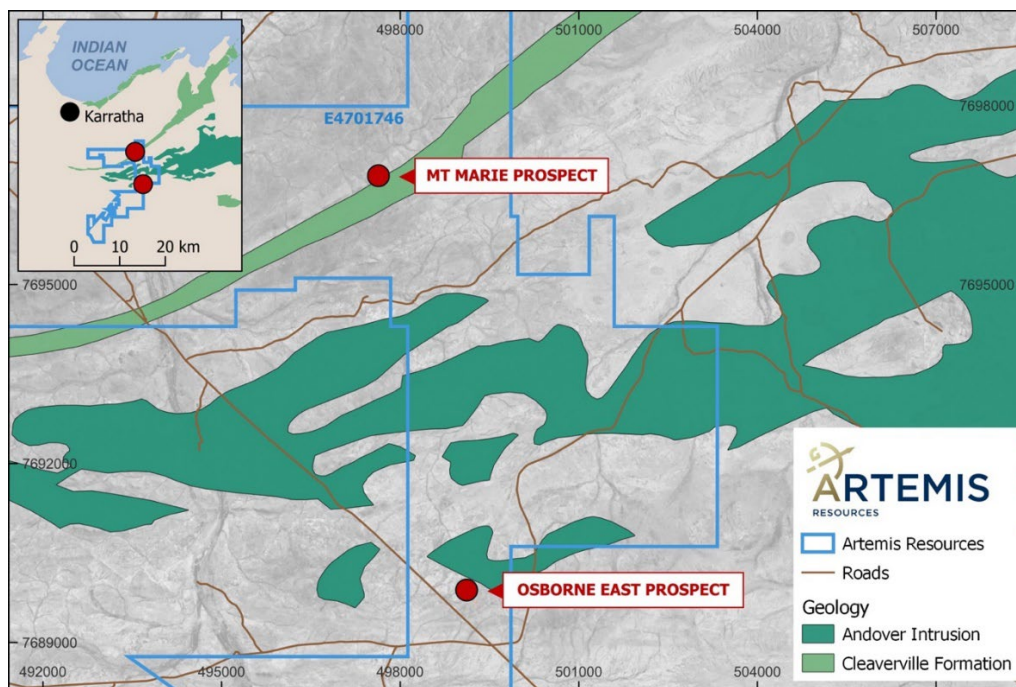 498000
501000
504000
507000
INDIAN
OCEAN
Karratha
0 10 20 km
E4701746
7698000
MT MARIE PROSPECT
7695000
7695000
7692000
OSBORNE EAST PROSPECT
7689000
492000
495000
498000
501000
504000
ARTEMIS
RESOURCES
Artemis Resources
Roads
Geology
Andover Intrusion
Cleaverville Formation